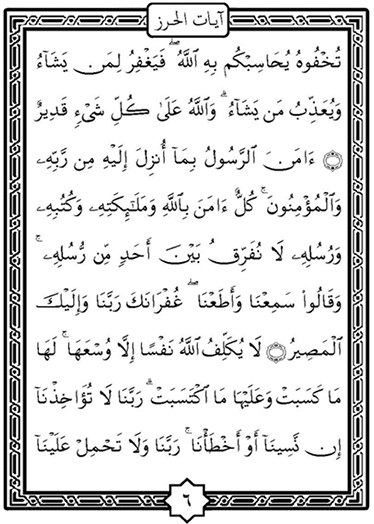 آيات الحرز
تُخْفُوهُ يُحَاسِبْكُم بِهِ ٱللَّهُ ۖ فَيَغْفِرُ لِمَن يَشَآءُ
وَيُعَذِّبُ مَن يَشَآءُ ۗ وَٱللَّهُ عَلَىٰ كُلِّ شَىْءٍ قَدِيرٌ
۝ ءَامَنَ ٱلرَّسُولُ بِمَآ أُنزِلَ إِلَيْهِ مِن رَّبِّهِۦ
وَٱلْمُؤْمِنُونَ ۚ كُلٌّ ءَامَنَ بِٱللَّهِ وَمَلَـٰٓئِكَتِهِۦ وَكُتُبِهِۦ
وَرُسُلِهِۦ لَا نُفَرِّقُ بَيْنَ أَحَدٍ مِّن رُّسُلِهِۦ ۚ
وَقَالُوا۟ سَمِعْنَا وَأَطَعْنَا ۖ غُفْرَانَكَ رَبَّنَا وَإِلَيْكَ
ٱلْمَصِيرُ ۝ لَا يُكَلِّفُ ٱللَّهُ نَفْسًا إِلَّا وُسْعَهَا ۚ لَهَا
مَا كَسَبَتْ وَعَلَيْهَا مَا ٱكْتَسَبَتْ ۗ رَبَّنَا لَا تُؤَاخِذْنَآ
إِن نَّسِينَآ أَوْ أَخْطَأْنَا ۚ رَبَّنَا وَلَا تَحْمِلْ عَلَيْنَآ
٦